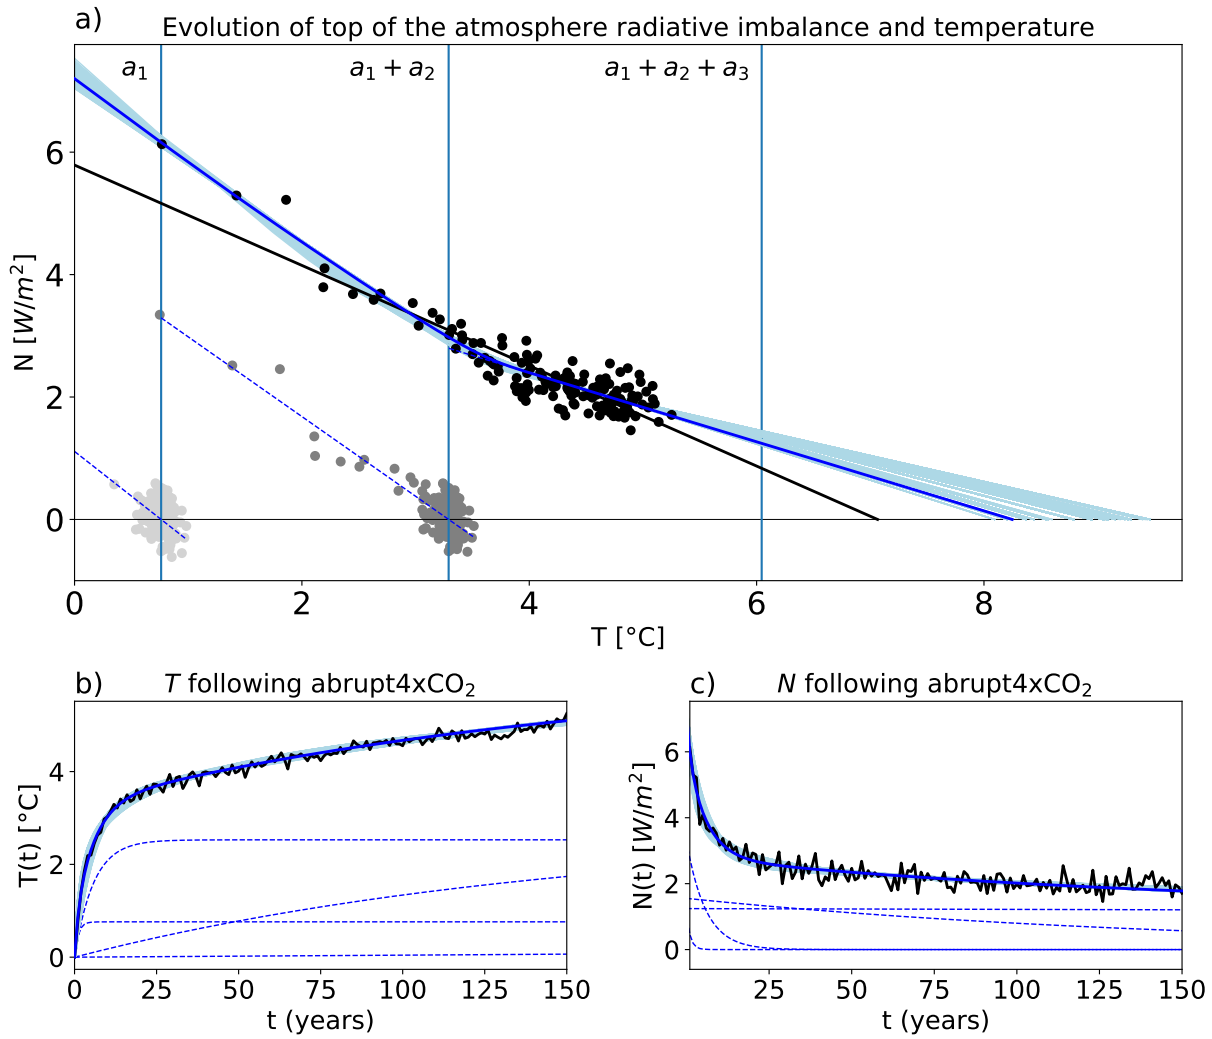 a) Evolution of top of the atmosphere radiative imbalance and temperature
a₁ a₁ + a₂ a₁ + a₂ + a₃
N [W/m²]
6
4
2
0
0 2 4 6 8
T [°C]
b) T following abrupt4xCO₂
T(t) [°C]
4
2
0
0 25 50 75 100 125 150
t (years)
c) N following abrupt4xCO₂
N(t) [W/m²]
6
4
2
0
25 50 75 100 125 150
t (years)